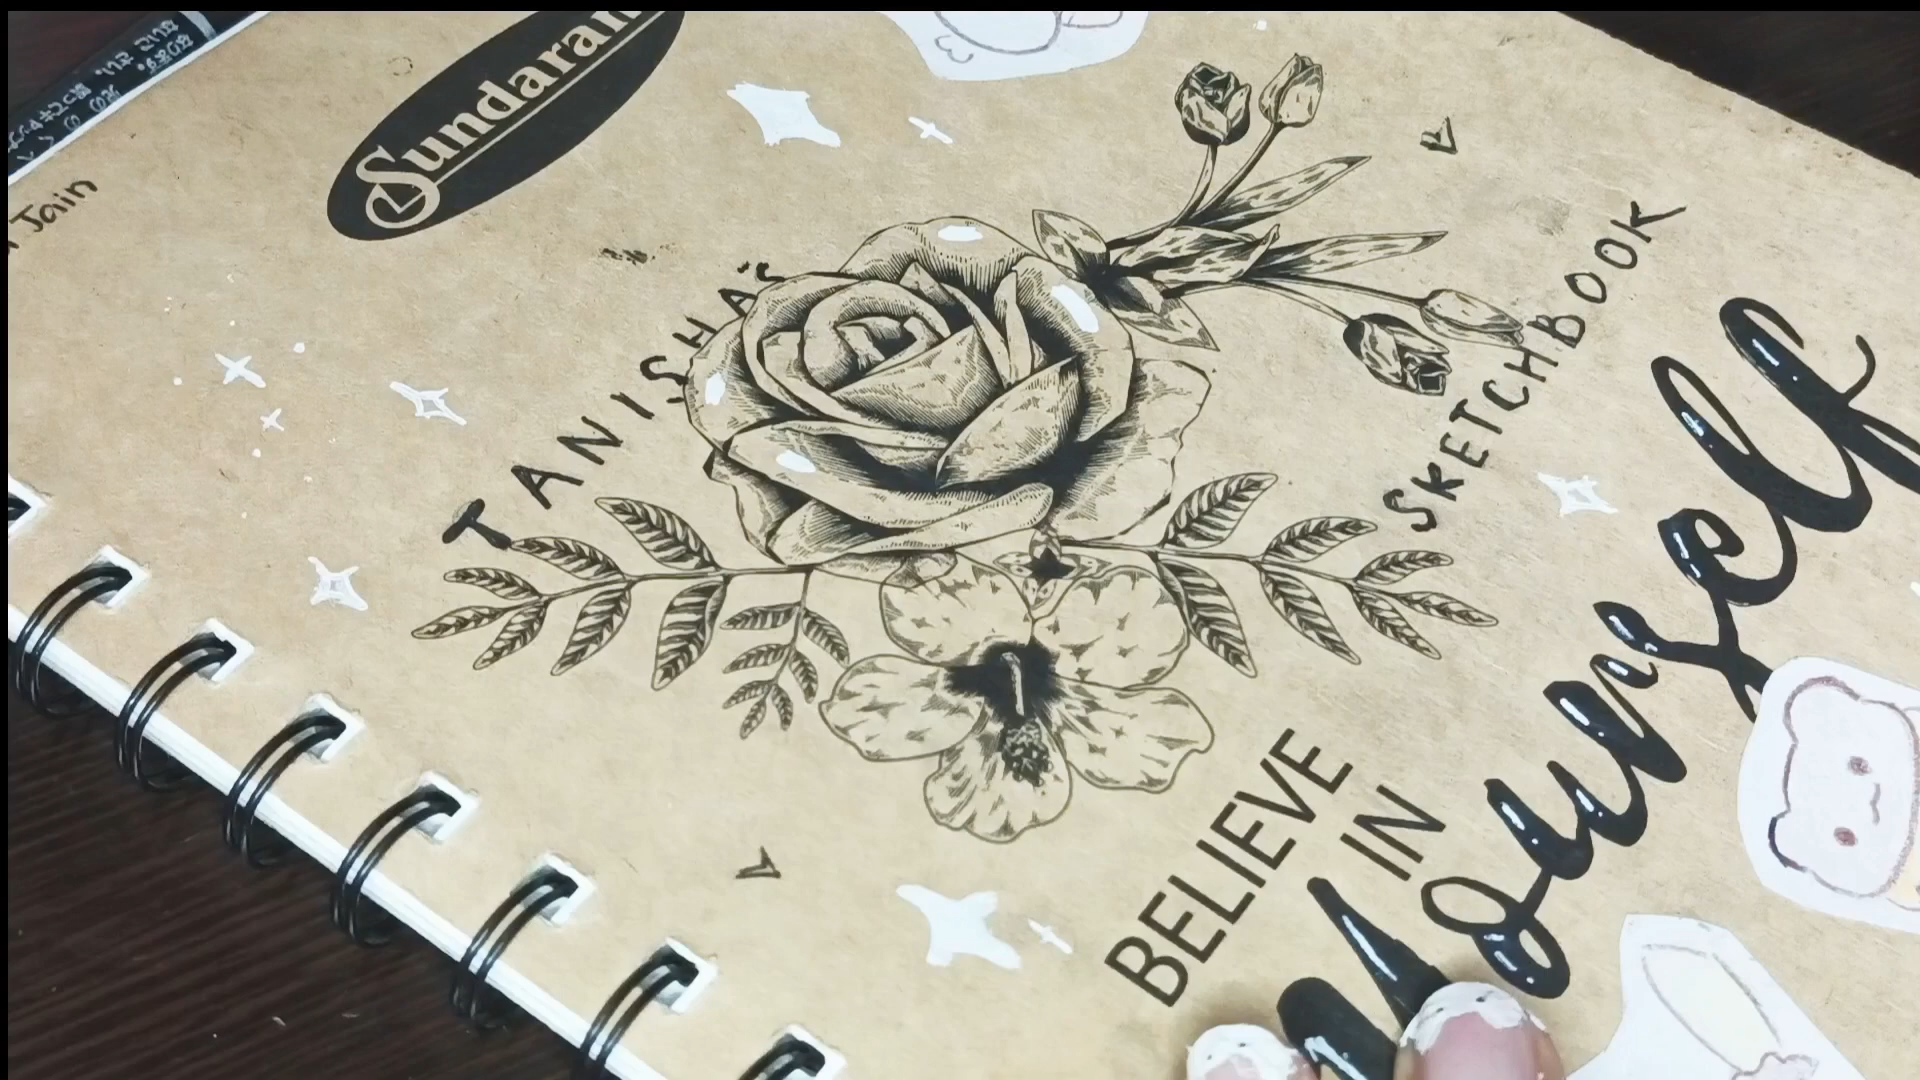 Jain
Sundaram
TANISHA'S
SKETCHBOOK
BELIEVE
IN
Yourself